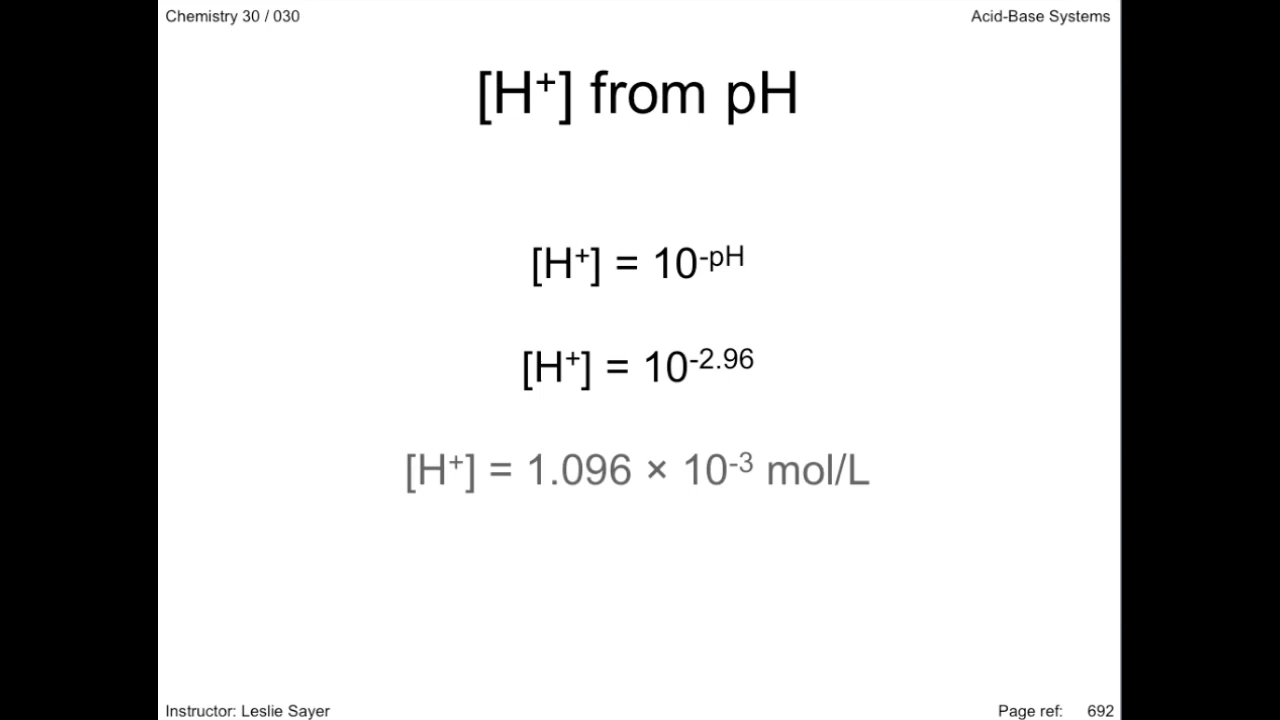 Chemistry 30 / 030
Acid-Base Systems
[H⁺] from pH
[H⁺] = 10⁻ᵖᴴ
[H⁺] = 10⁻²·⁹⁶
[H⁺] = 1.096 × 10⁻³ mol/L
Instructor: Leslie Sayer
Page ref: 692